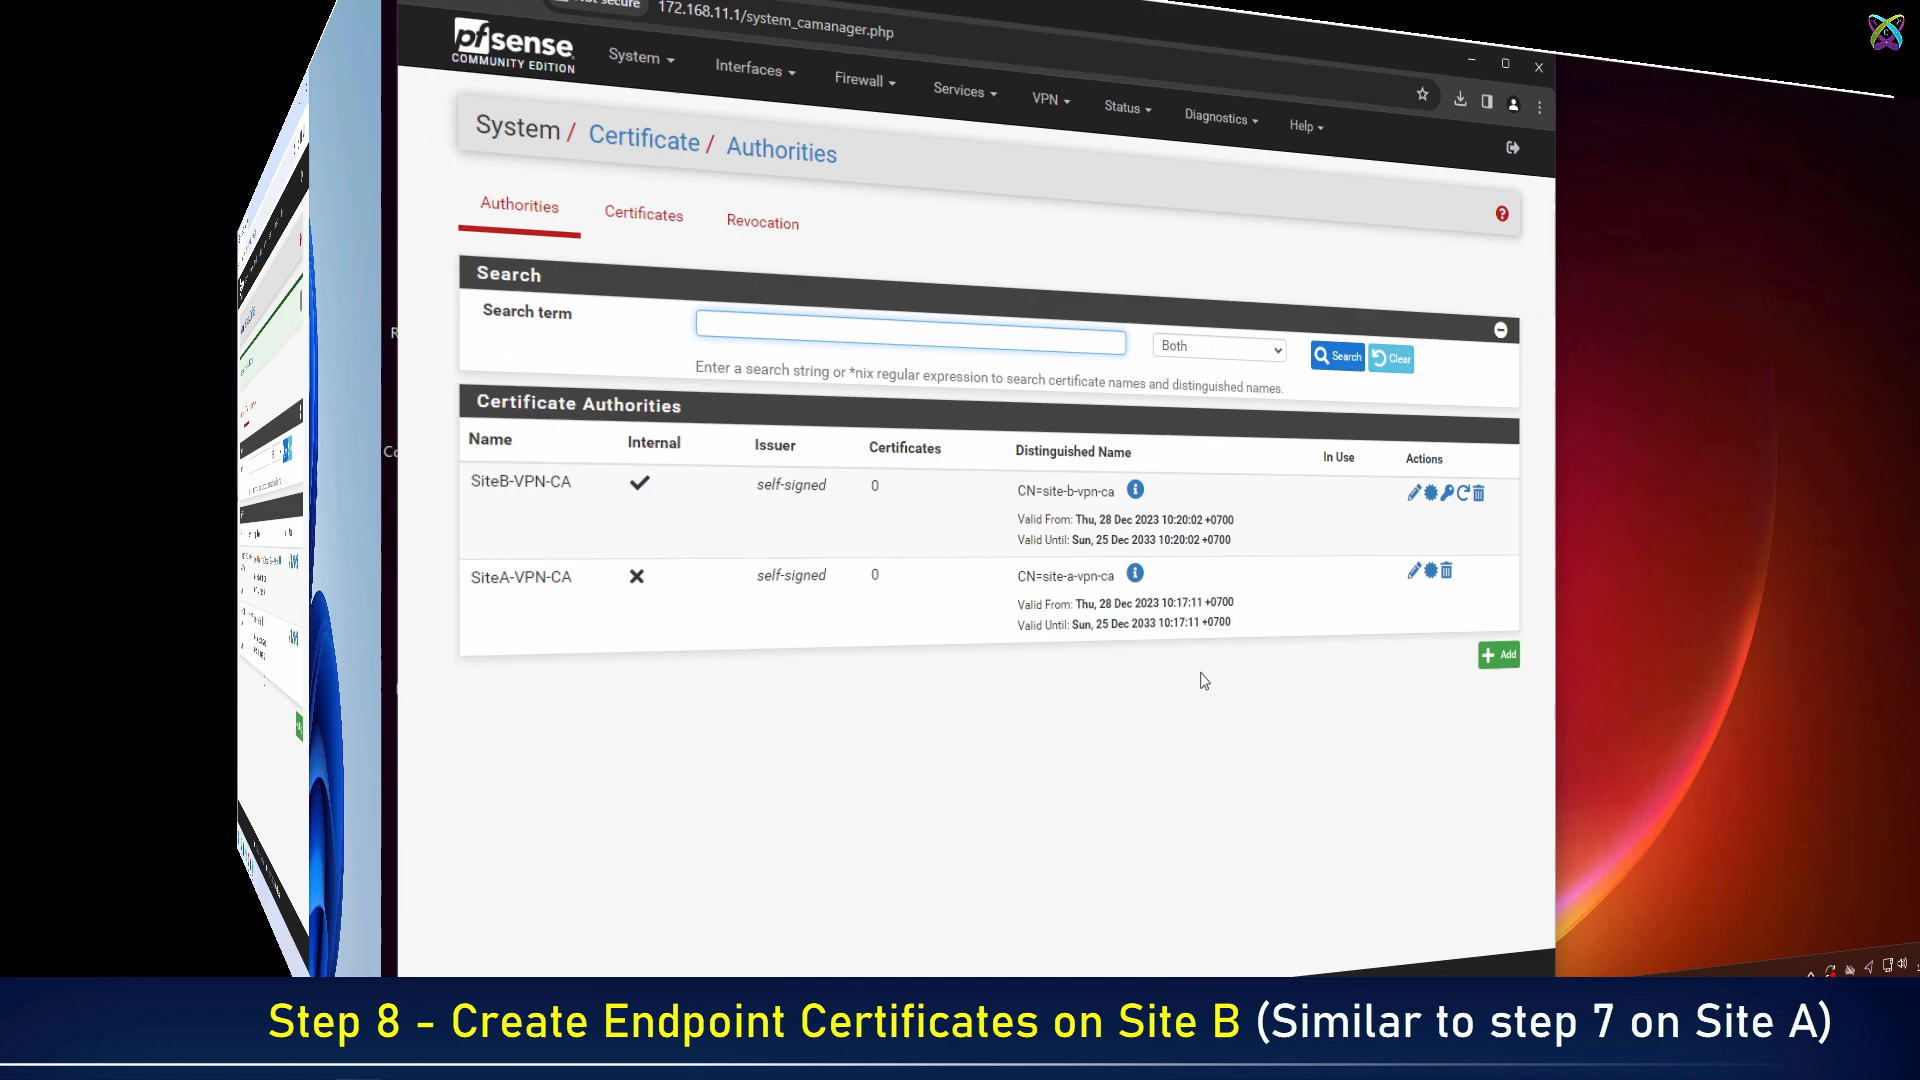 Not secure
172.168.11.1/system_camanager.php
pfsense
COMMUNITY EDITION
System
Interfaces
Firewall
Services
VPN
Status
Diagnostics
Help
System / Certificate / Authorities
Authorities
Certificates
Revocation
Search
Search term
Both
Search
Clear
Enter a search string or *nix regular expression to search certificate names and distinguished names.
Certificate Authorities
Name Internal Issuer Certificates Distinguished Name In Use Actions
SiteB-VPN-CA self-signed 0 CN=site-b-vpn-ca
Valid From: Thu, 28 Dec 2023 10:20:02 +0700
Valid Until: Sun, 25 Dec 2033 10:20:02 +0700
SiteA-VPN-CA self-signed 0 CN=site-a-vpn-ca
Valid From: Thu, 28 Dec 2023 10:17:11 +0700
Valid Until: Sun, 25 Dec 2033 10:17:11 +0700
Add
Step 8 - Create Endpoint Certificates on Site B (Similar to step 7 on Site A)